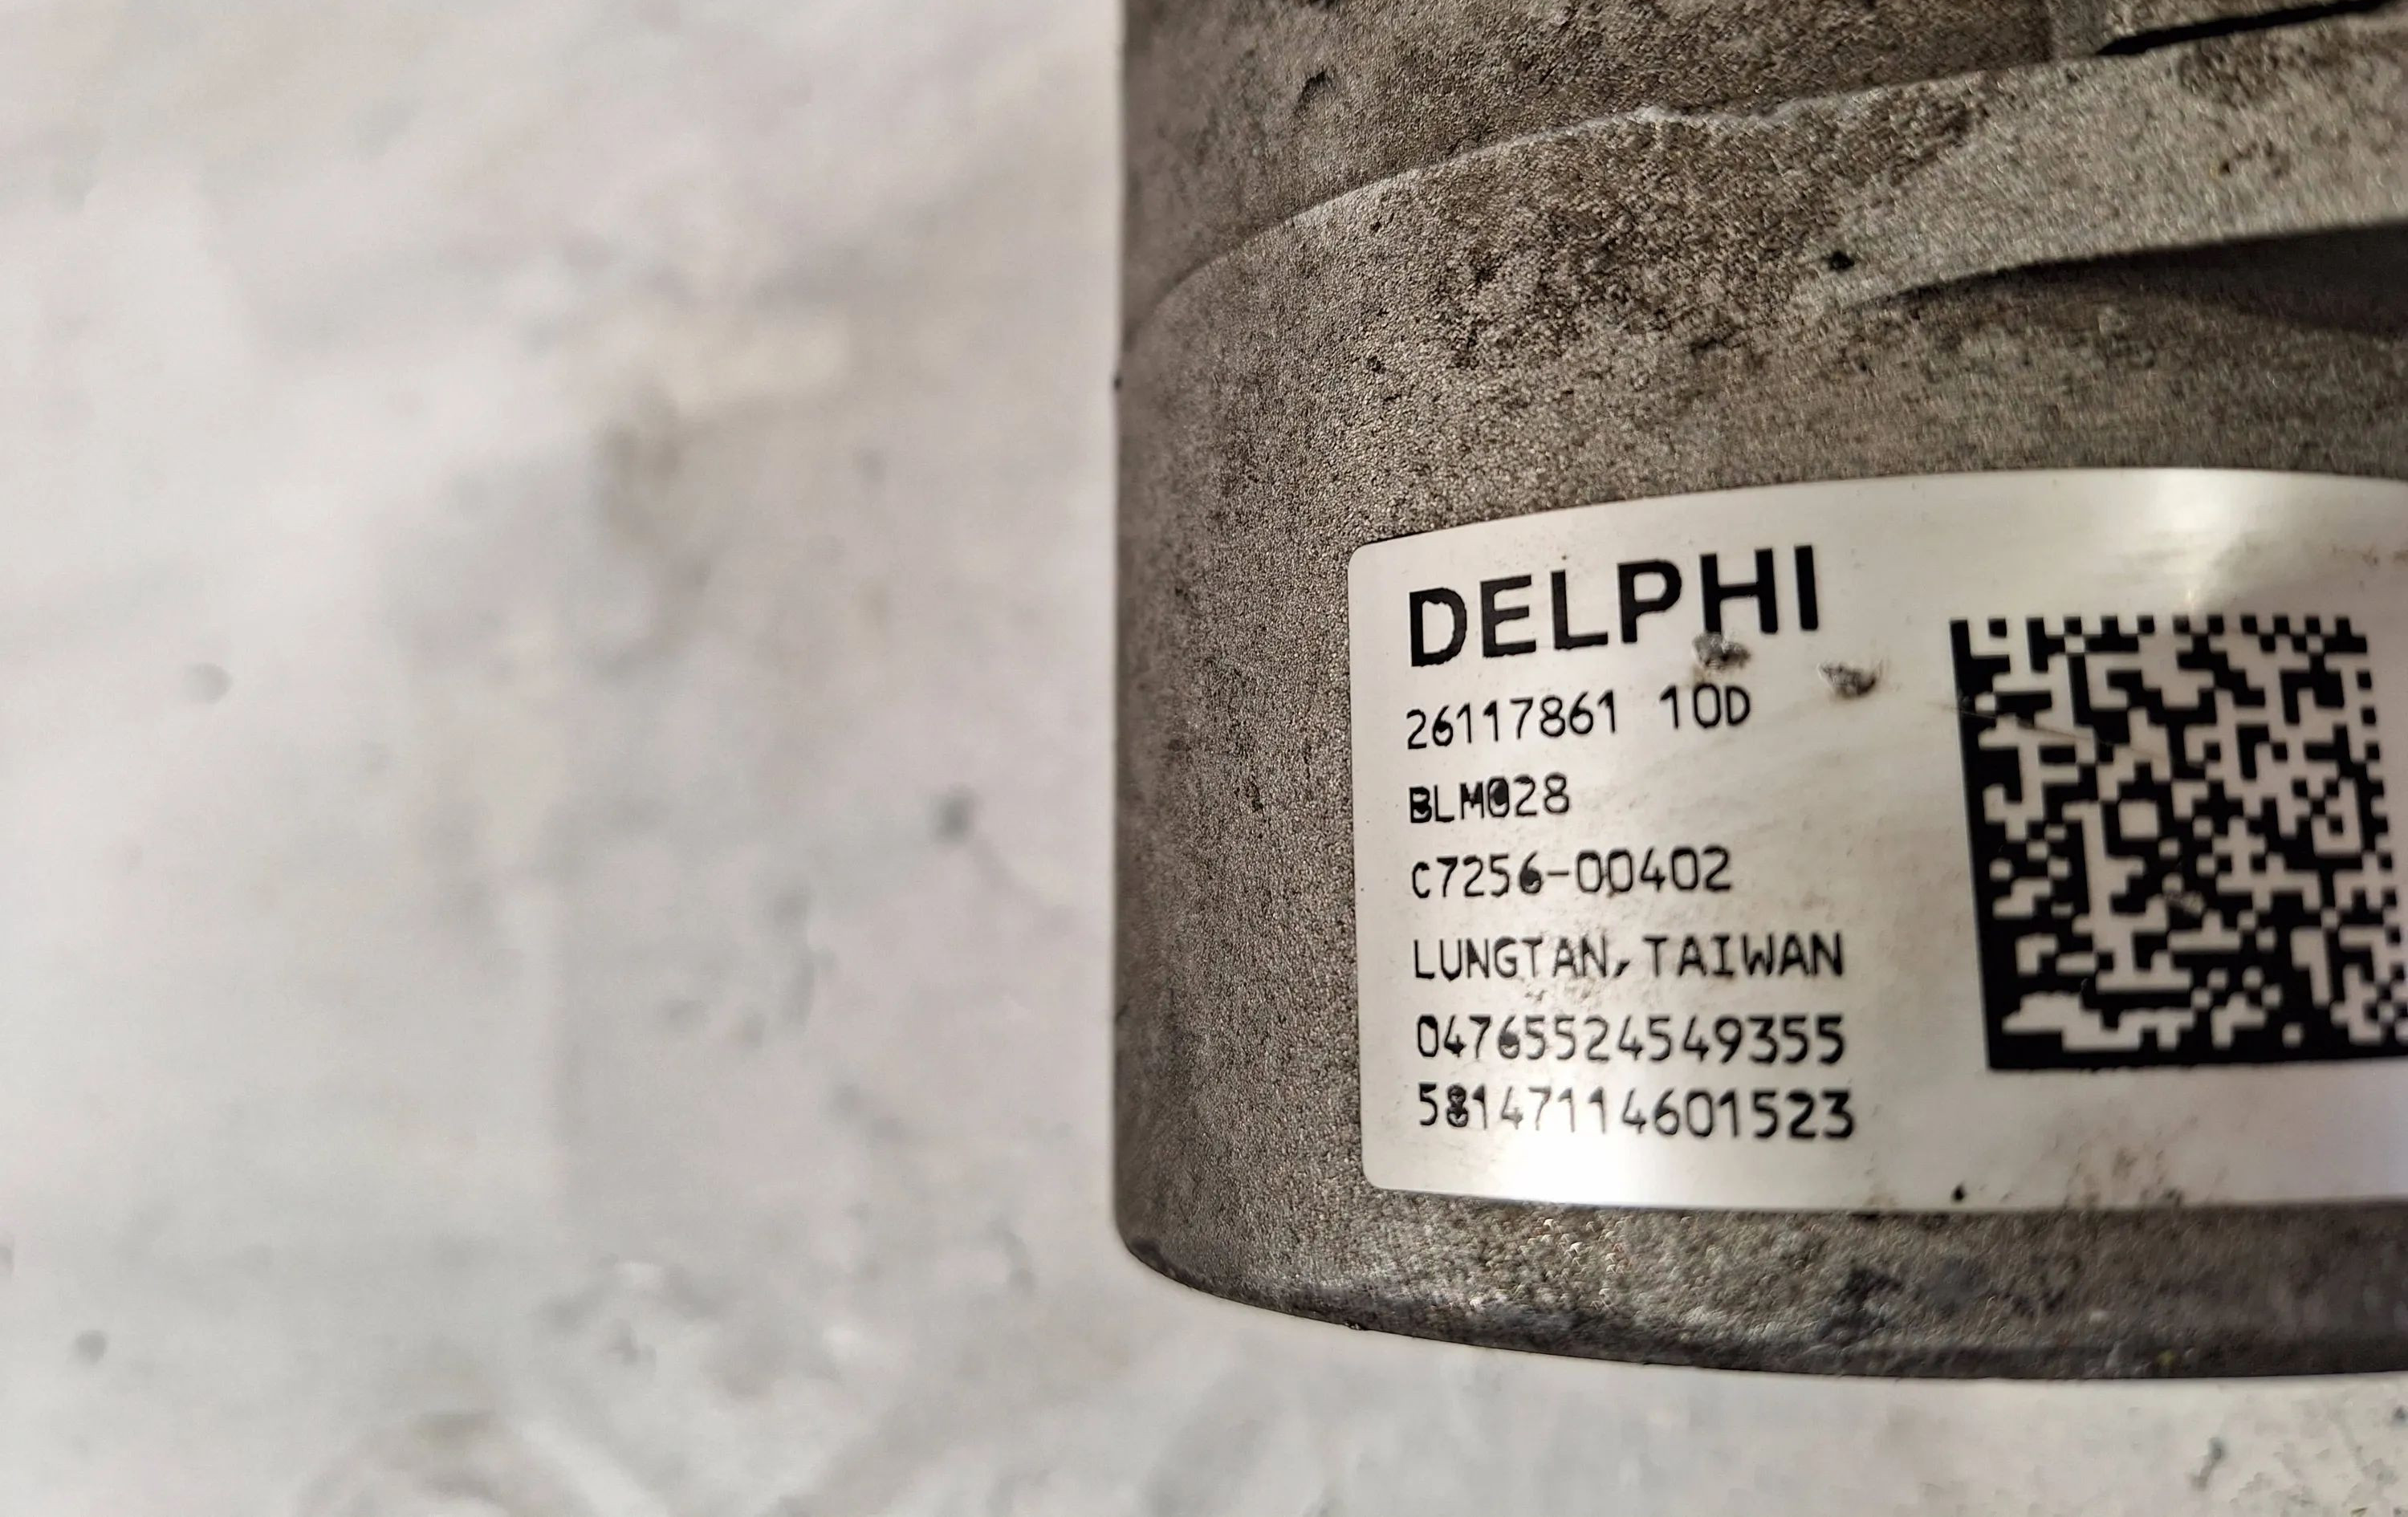 DELPHI
26117861 10D
BLM028
C7256-00402
LUNGTAN, TAIWAN
04765524549355
58147114601523